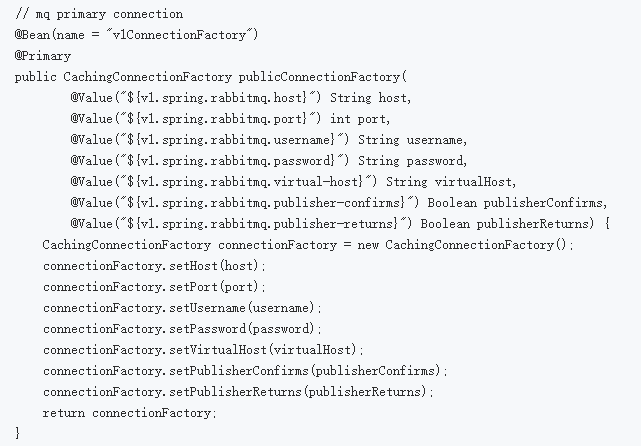 // mq primary connection
@Bean(name = "v1ConnectionFactory")
@Primary
public CachingConnectionFactory publicConnectionFactory(
        @Value("${v1.spring.rabbitmq.host}") String host,
        @Value("${v1.spring.rabbitmq.port}") int port,
        @Value("${v1.spring.rabbitmq.username}") String username,
        @Value("${v1.spring.rabbitmq.password}") String password,
        @Value("${v1.spring.rabbitmq.virtual-host}") String virtualHost,
        @Value("${v1.spring.rabbitmq.publisher-confirms}") Boolean publisherConfirms,
        @Value("${v1.spring.rabbitmq.publisher-returns}") Boolean publisherReturns) {
    CachingConnectionFactory connectionFactory = new CachingConnectionFactory();
    connectionFactory.setHost(host);
    connectionFactory.setPort(port);
    connectionFactory.setUsername(username);
    connectionFactory.setPassword(password);
    connectionFactory.setVirtualHost(virtualHost);
    connectionFactory.setPublisherConfirms(publisherConfirms);
    connectionFactory.setPublisherReturns(publisherReturns);
    return connectionFactory;
}